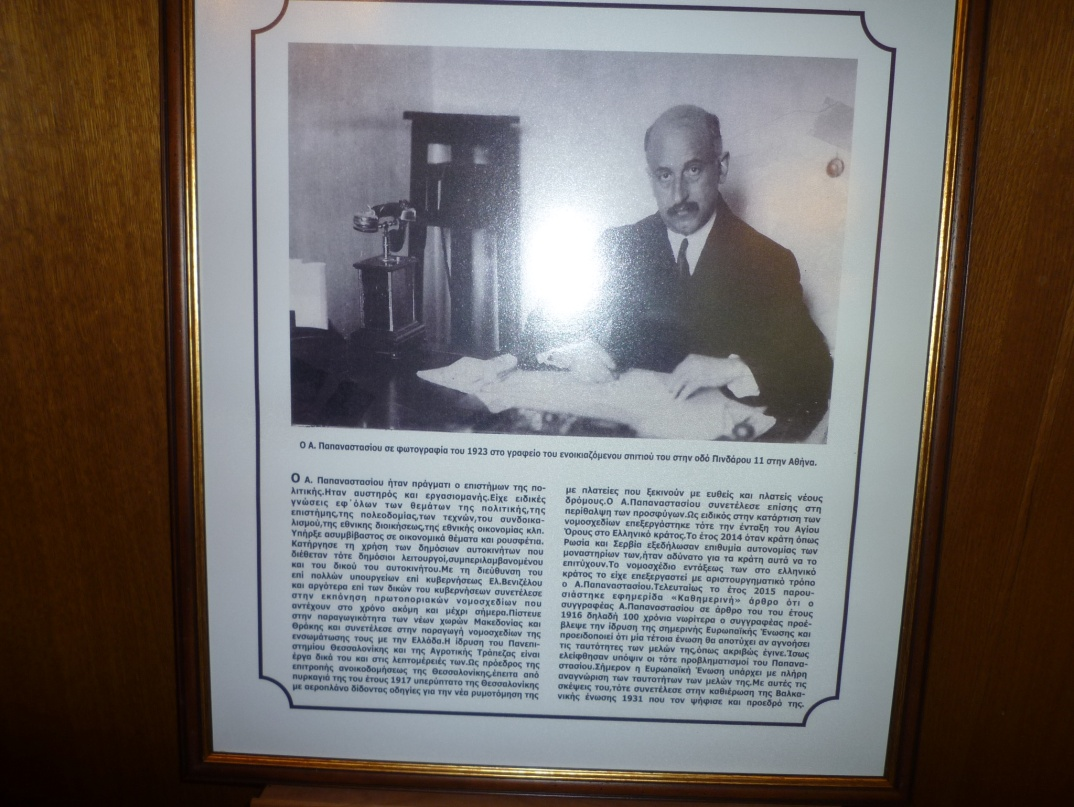 Ο Α. Παπαναστασίου σε φωτογραφία του 1923 στο γραφείο του ενοικιαζόμενου σπιτιού του στην οδό Πινδάρου 11 στην Αθήνα.
Ο Α. Παπαναστασίου ήταν πράγματι ο επιστήμων της πο-
λιτικής.Ηταν αυστηρός και εργασιομανής.Είχε ειδικές
γνώσεις εφ΄όλων των θεμάτων της πολιτικής,της
επιστήμης,της πολεοδομίας,των τεχνών,του συνδοικα-
λισμού,της εθνικης διοικήσεως,της εθνικής οικονομίας κλπ.
Υπήρξε ασυμβίβαστος σε οικονομικά θέματα και ρουσφέτια.
Κατήργησε τη χρήση των δημόσιων αυτοκινήτων που
διέθεταν τότε δημόσιοι λειτουργοί,συμπεριλαμβανομένου
και του δικού του αυτοκινήτου.Με τη διεύθυνση του
επί πολλών υπουργείων επί κυβερνήσεως Ελ.Βενιζέλου
και αργότερα επί των δικών του κυβερνήσεων συνετέλεσε
στην εκπόνηση πρωτοποριακών νομοσχεδίων που
αντέχουν στο χρόνο ακόμη και μέχρι σήμερα.Πίστευε
στην παραγωγικότητα των νέων χωρών Μακεδονίας και
Θράκης και συνετέλεσε στην παραγωγή νομοσχεδίων της
ενσωμάτωσης τους με την Ελλάδα.Η ίδρυση του Πανεπι-
στημίου Θεσσαλονίκης και της Αγροτικής Τράπεζας είναι
έργα δικό του και στις λεπτομέρειές των.Ως πρόεδρος της
επιτροπής ανοικοδομήσεως της Θεσσαλονίκης,έπειτα από
πυρκαγιά της του έτους 1917 υπερύπτατο της Θεσσαλονίκης
με αεροπλάνο δίδοντας οδηγίες για την νέα ρυμοτόμηση της
με πλατείες που ξεκινούν με ευθείς και πλατείς νέους
δρόμους.Ο Α.Παπαναστασίου συνετέλεσε επίσης στη
περίθαλψη των προσφύγων.Ως ειδικός στην κατάρτιση των
νομοσχεδίων επεξεργάστηκε τότε την ένταξη του Αγίου
Όρους στο Ελληνικό κράτος.Το έτος 2014 όταν κράτη όπως
Ρωσία και Σερβία εξεδήλωσαν επιθυμία αυτονομίας των
μοναστηρίων των,ήταν αδύνατο για τα κράτη αυτά να το
επιτύχουν.Το νομοσχέδιο εντάξεως των στο ελληνικό
κράτος το είχε επεξεργαστεί με αριστουργηματικό τρόπο
ο Α.Παπαναστασίου.Τελευταίως το έτος 2015 παρου-
σιάστηκε εφημερίδα «Καθημερινή» άρθρο ότι ο
συγγραφέας Α.Παπαναστασίου σε άρθρο του του έτους
1916 δηλαδή 100 χρόνια νωρίτερα ο συγγραφέας προέ-
βλεψε την ίδρυση της σημερινής Ευρωπαϊκής Ένωσης και
προειδοποιεί ότι μία τέτοια ένωση θα αποτύχει αν αγνοήσει
τις ταυτότητες των μελών της,όπως ακριβώς έγινε.Ίσως
ελείφθησαν υπόψιν οι τότε προβληματισμοί του Παπανα-
στασίου.Σήμερον η Ευρωπαϊκή Ένωση υπάρχει με πλήρη
αναγνώριση των ταυτοτήτων των μελών της.Με αυτές τις
σκέψεις του,τότε συνετέλεσε στην καθιέρωση της Βαλκα-
νικής ένωσης 1931 που τον ψήφισε και προεδρό της.